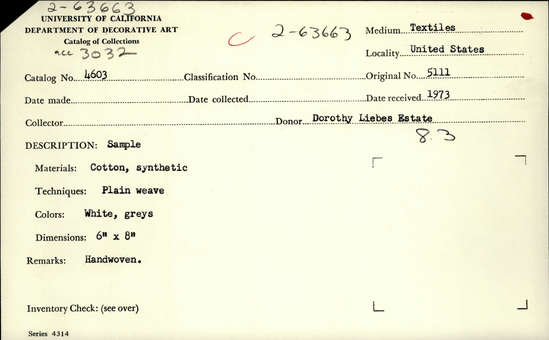 2-63663
UNIVERSITY OF CALIFORNIA
DEPARTMENT OF DECORATIVE ART
Catalog of Collections
acc 3032
C 2-63663
Medium Textiles
Locality United States
Catalog No. 4603 Classification No. Original No. 5111
Date made Date collected Date received 1973
Collector Donor Dorothy Liebes Estate
8.3
DESCRIPTION: Sample
Materials: Cotton, synthetic
Techniques: Plain weave
Colors: White, greys
Dimensions: 6" x 8"
Remarks: Handwoven.
Inventory Check: (see over)
Series 4314